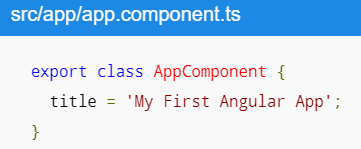 src/app/app.component.ts
export class AppComponent {
  title = 'My First Angular App';
}